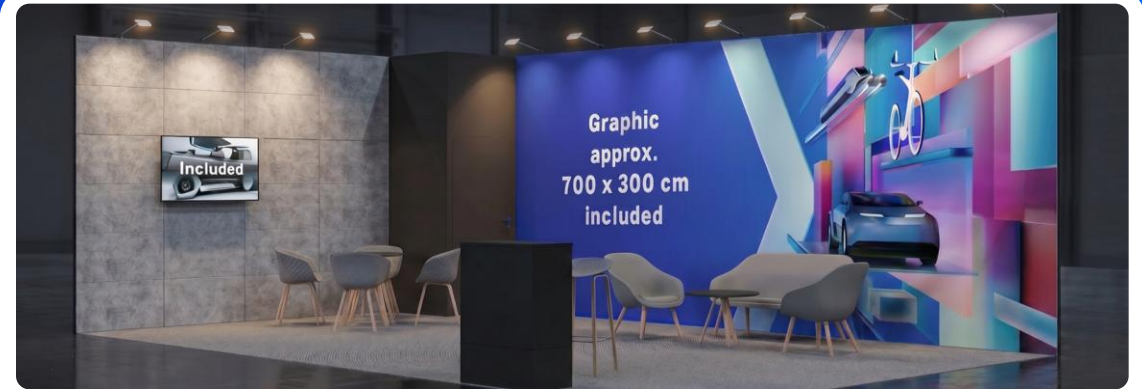 Included
Graphic
approx.
700 x 300 cm
included